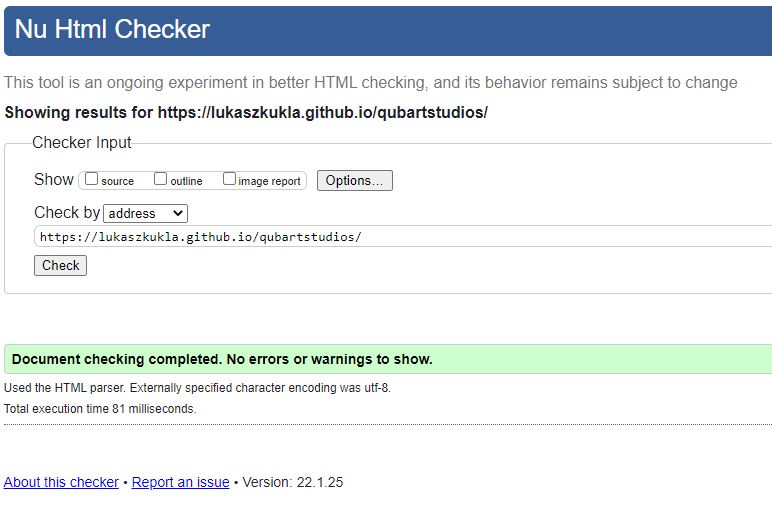 Nu Html Checker
This tool is an ongoing experiment in better HTML checking, and its behavior remains subject to change
Showing results for https://lukaszkukla.github.io/qubartstudios/
Checker Input
Show source outline image report Options...
Check by address
https://lukaszkukla.github.io/qubartstudios/
Check
Document checking completed. No errors or warnings to show.
Used the HTML parser. Externally specified character encoding was utf-8.
Total execution time 81 milliseconds.
About this checker • Report an issue • Version: 22.1.25